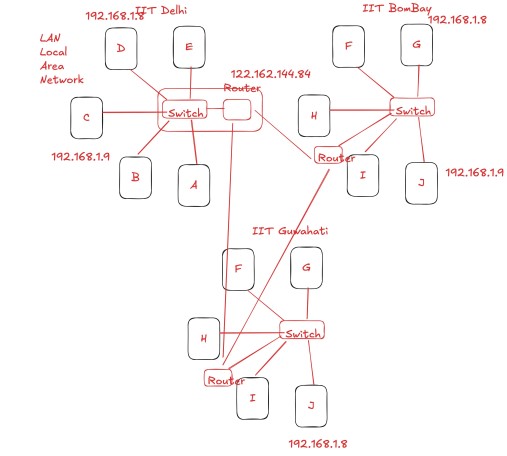 IIT Delhi
192.168.1.8
LAN
Local
Area
Network
D
E
122.162.144.84
Router
Switch
C
192.168.1.9
B
A
IIT BomBay
192.168.1.8
F
G
H
Switch
Router
I
J
192.168.1.9
IIT Guwahati
F
G
H
Switch
Router
I
J
192.168.1.8